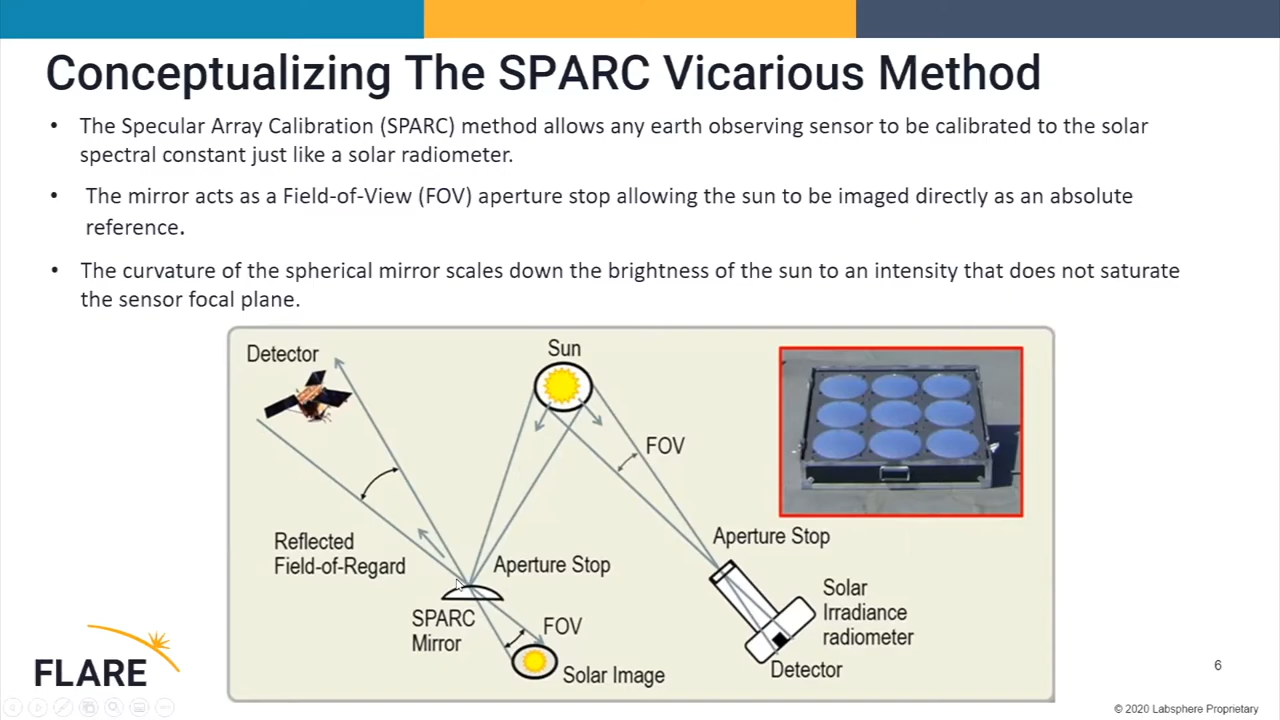 Conceptualizing The SPARC Vicarious Method
• The Specular Array Calibration (SPARC) method allows any earth observing sensor to be calibrated to the solar
spectral constant just like a solar radiometer.
• The mirror acts as a Field-of-View (FOV) aperture stop allowing the sun to be imaged directly as an absolute
reference.
• The curvature of the spherical mirror scales down the brightness of the sun to an intensity that does not saturate
the sensor focal plane.
Detector
Sun
FOV
Reflected
Field-of-Regard
Aperture Stop
SPARC
Mirror
FOV
Solar Image
Aperture Stop
Solar
Irradiance
radiometer
Detector
FLARE
6
© 2020 Labsphere Proprietary